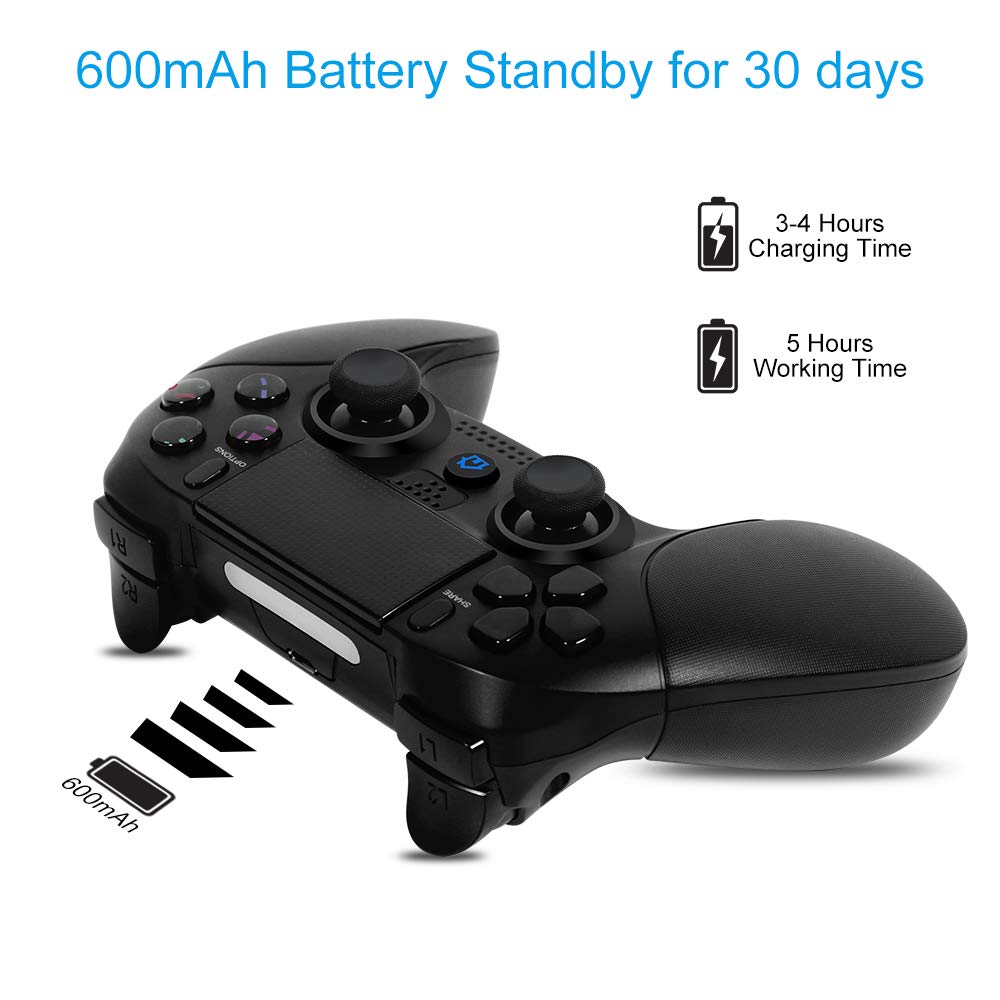 600mAh Battery Standby for 30 days
3-4 Hours
Charging Time
5 Hours
Working Time
OPTIONS
R1
R2
SHARE
L1
L2
600mAh